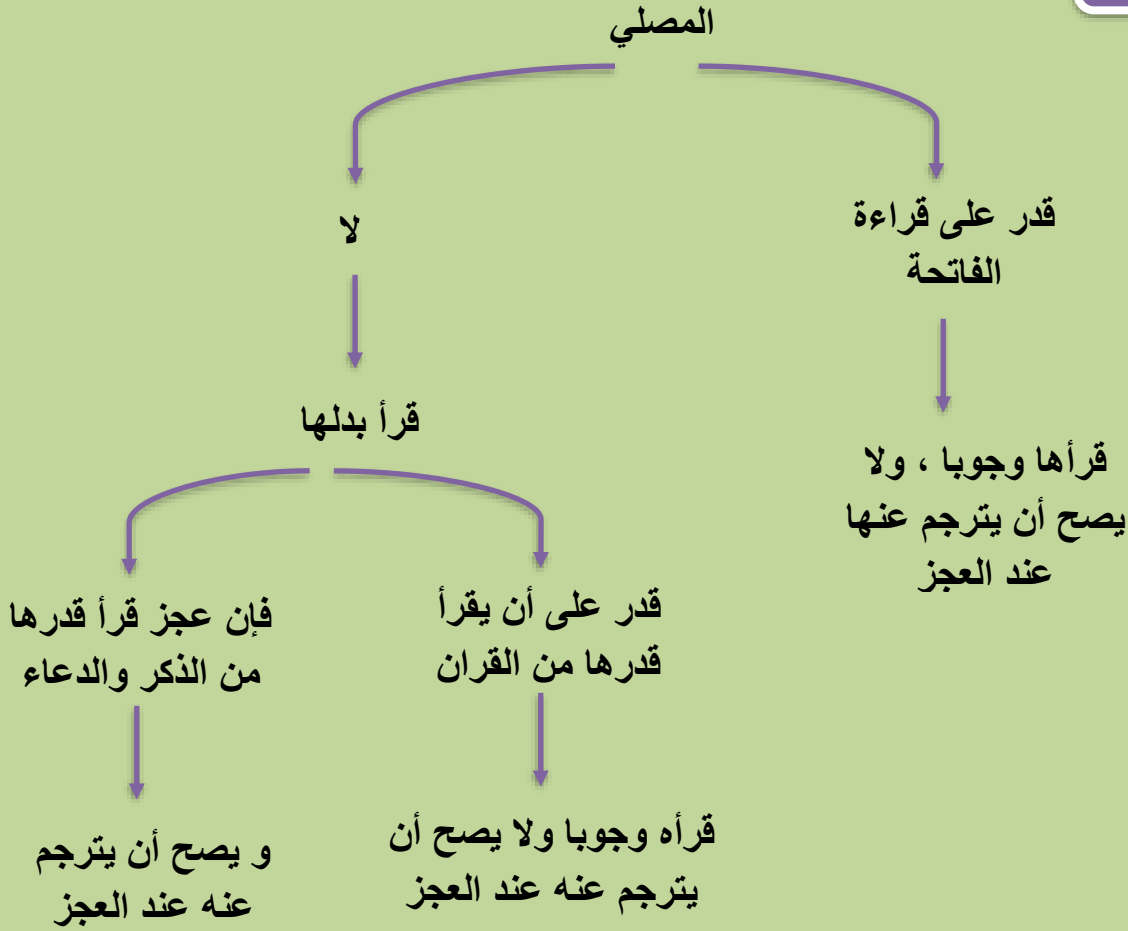 المصلي
قدر على قراءة
الفاتحة
لا
قرأها وجوبا ، ولا
يصح أن يترجم عنها
عند العجز
قرأ بدلها
قدر على أن يقرأ
قدرها من القران
فإن عجز قرأ قدرها
من الذكر والدعاء
قرأه وجوبا ولا يصح أن
يترجم عنه عند العجز
و يصح أن يترجم
عنه عند العجز